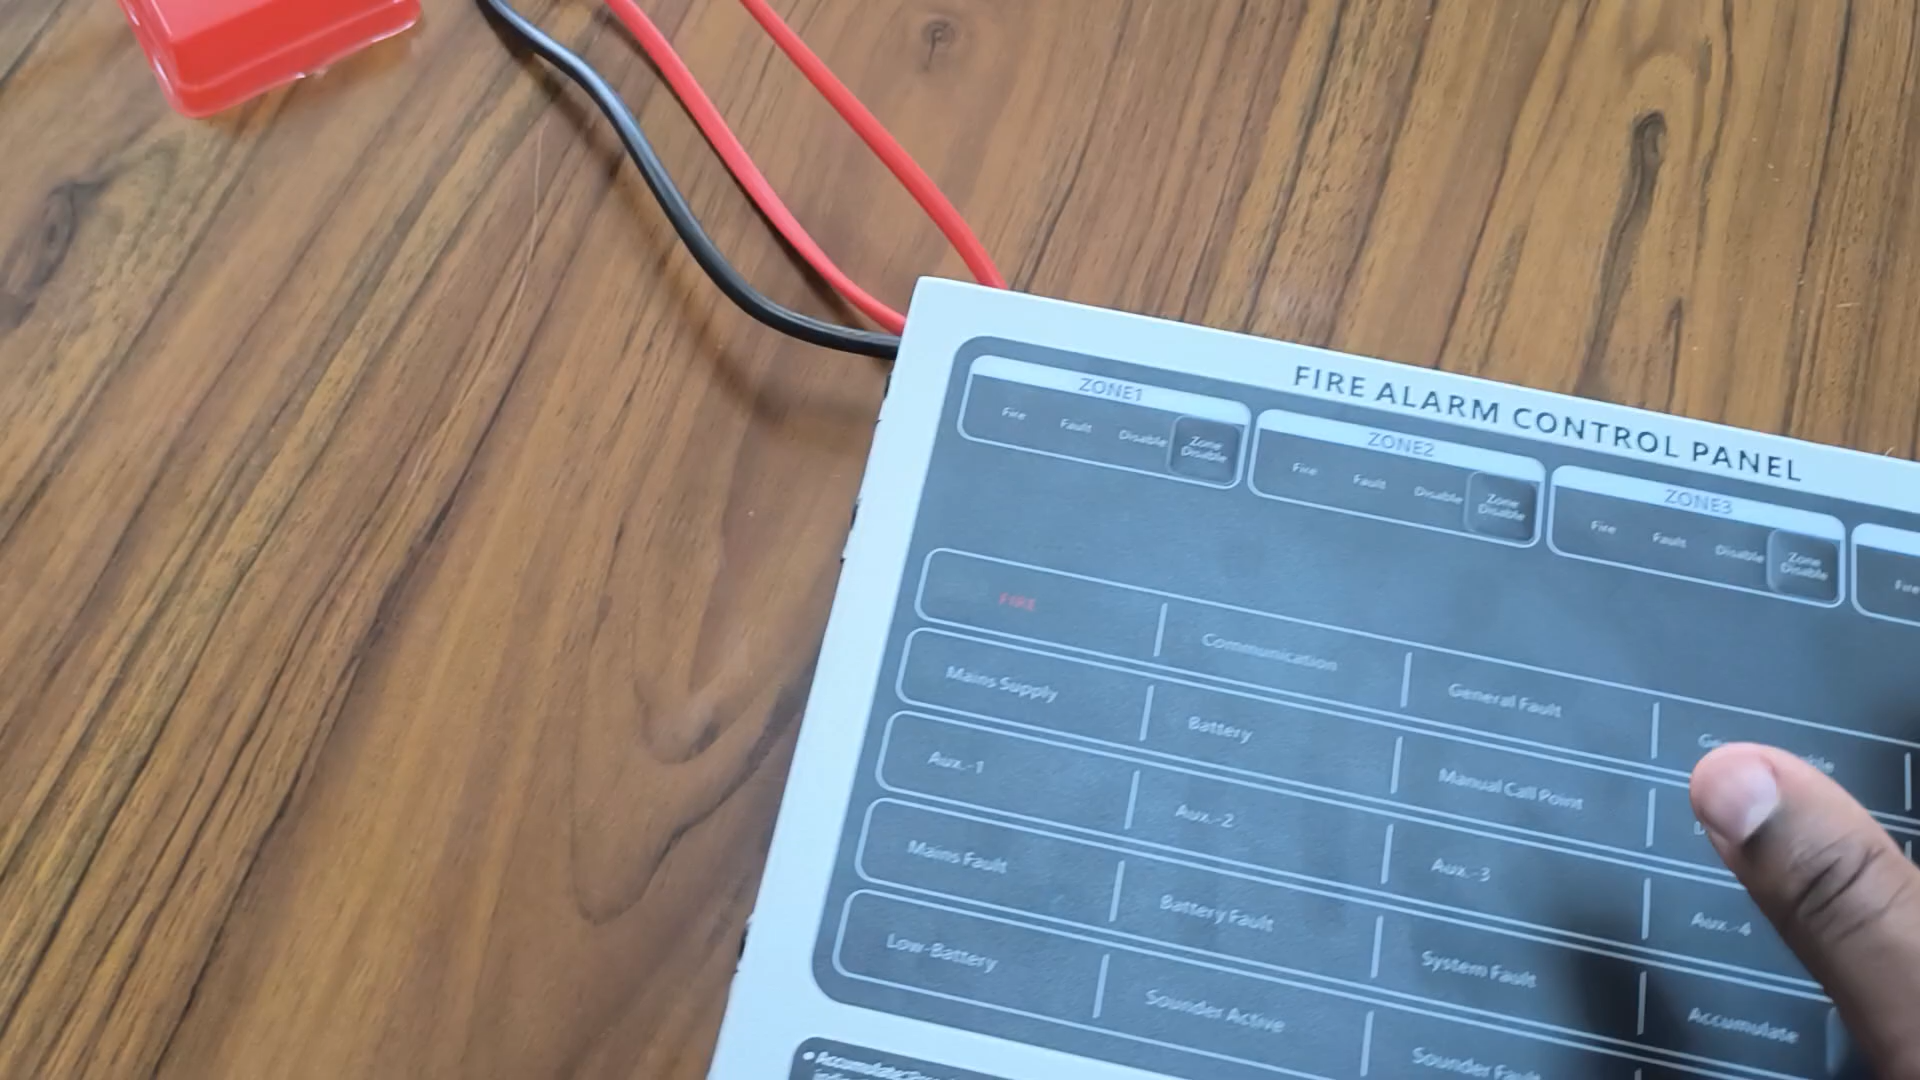 FIRE ALARM CONTROL PANEL
ZONE1
Fire Fault Disable Zone Disable
ZONE2
Fire Fault Disable Zone Disable
ZONE3
Fire Fault Disable Zone Disable
Fire
FIRE Communication General Fault
Mains Supply Battery Manual Call Point
Aux.-1 Aux.-2 Aux.-3 Aux.-4
Mains Fault Battery Fault System Fault Accumulate
Low-Battery Sounder Active Sounder Fault